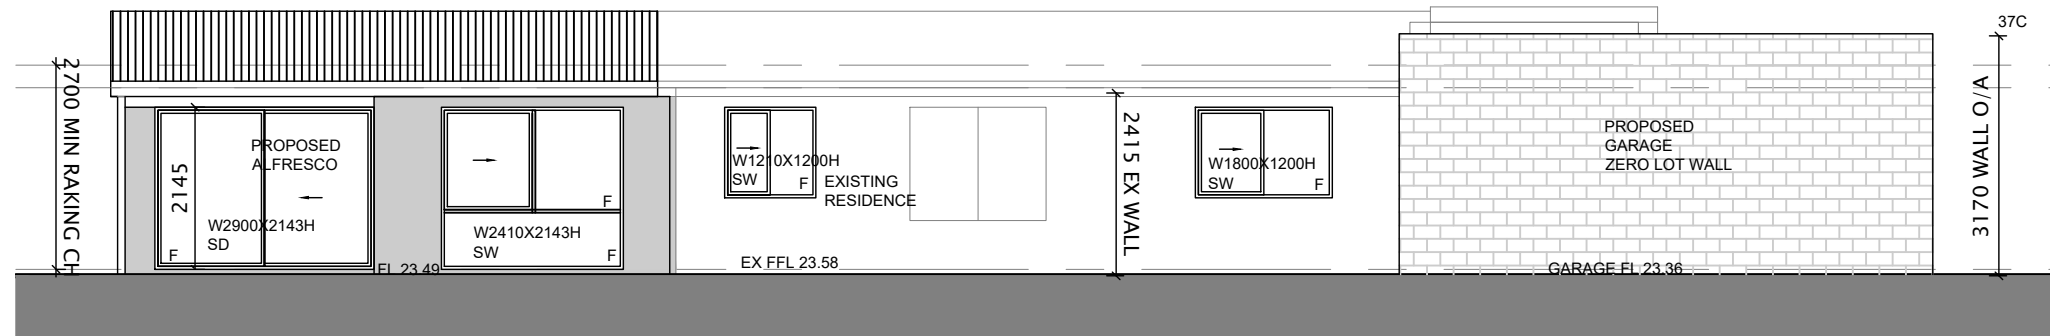 37C
2700 MIN RAKING CH
3170 WALL O/A
2415 EX WALL
2145
PROPOSED
ALFRESCO
W2900X2143H
SD
F
FL 23.49
F
W2410X2143H
SW
F
W1210X1200H
SW
F
EXISTING
RESIDENCE
EX FFL 23.58
W1800X1200H
SW
F
PROPOSED
GARAGE
ZERO LOT WALL
GARAGE FL 23.36